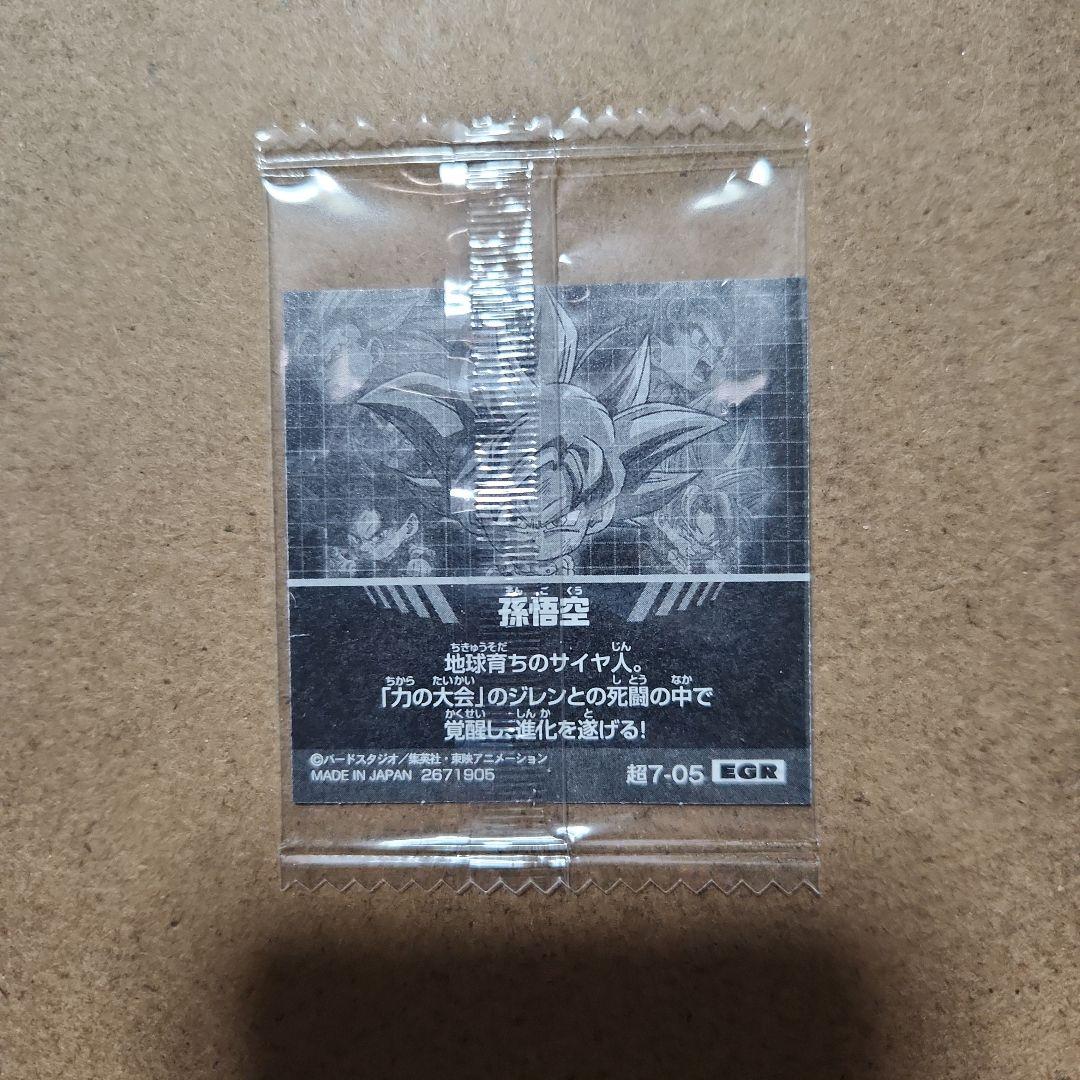 孫悟空
地球育ちのサイヤ人。
「力の大会」のジレンとの死闘の中で
覚醒し、進化を遂げる!
©バードスタジオ/集英社・東映アニメーション
MADE IN JAPAN 2671905
超7-05 EGR